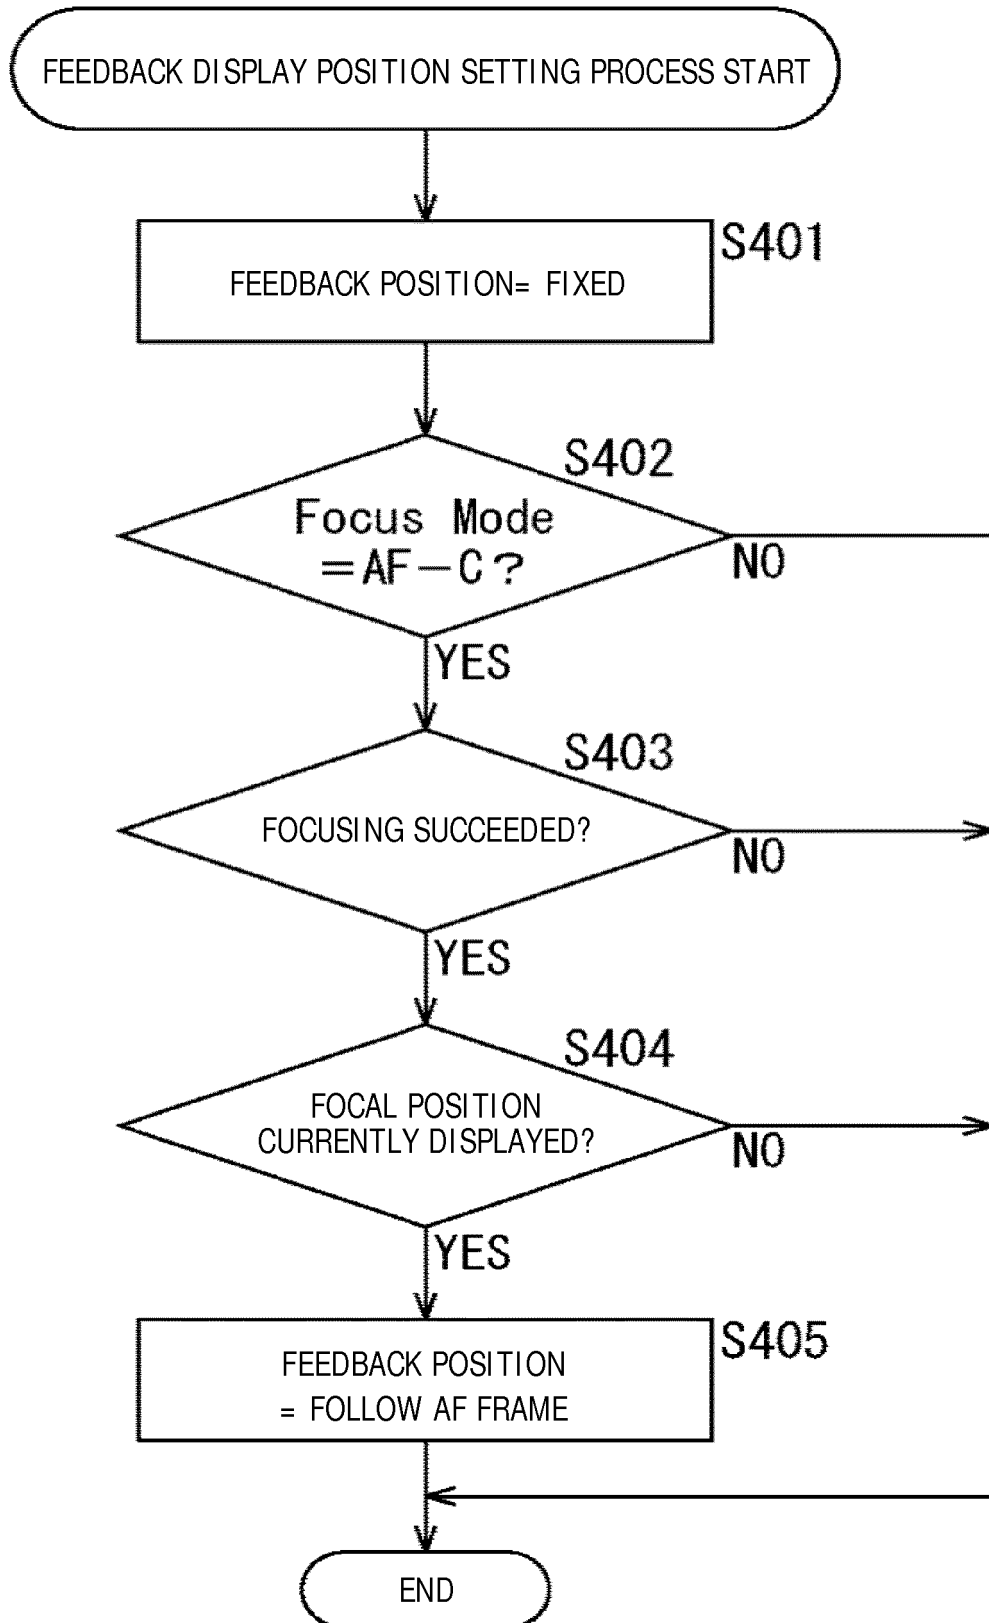 FEEDBACK DISPLAY POSITION SETTING PROCESS START
S401
FEEDBACK POSITION= FIXED
S402
Focus Mode
=AF-C?
NO
YES
S403
FOCUSING SUCCEEDED?
NO
YES
S404
FOCAL POSITION
CURRENTLY DISPLAYED?
NO
YES
S405
FEEDBACK POSITION
= FOLLOW AF FRAME
END